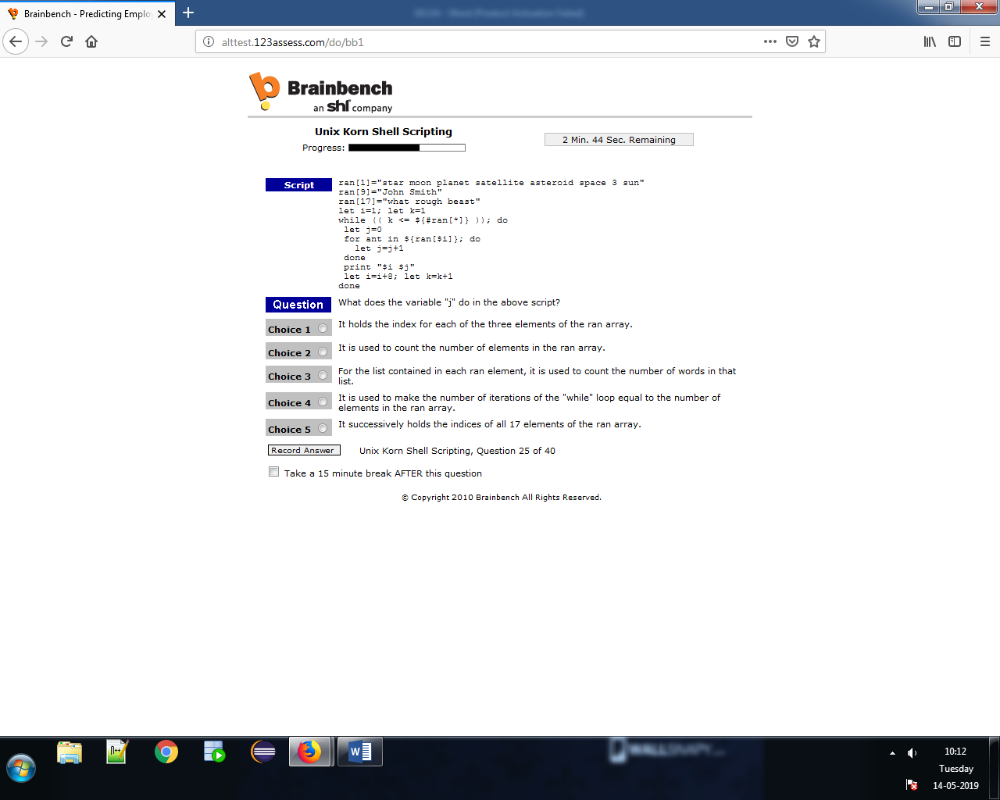 Brainbench - Predicting Emplo
alttest.123assess.com/do/bb1
Brainbench
an shl company
Unix Korn Shell Scripting
Progress:
2 Min. 44 Sec. Remaining
Script
ran[1]="star moon planet satellite asteroid space 3 sun"
ran[9]="John Smith"
ran[17]="what rough beast"
let i=1; let k=1
while (( k <= ${#ran[*]} )); do
let j=0
for ant in ${ran[$i]}; do
let j=j+1
done
print "$i $j"
let i=i+8; let k=k+1
done
Question What does the variable "j" do in the above script?
Choice 1 It holds the index for each of the three elements of the ran array.
Choice 2 It is used to count the number of elements in the ran array.
Choice 3 For the list contained in each ran element, it is used to count the number of words in that
list.
Choice 4 It is used to make the number of iterations of the "while" loop equal to the number of
elements in the ran array.
Choice 5 It successively holds the indices of all 17 elements of the ran array.
Record Answer Unix Korn Shell Scripting, Question 25 of 40
Take a 15 minute break AFTER this question
© Copyright 2010 Brainbench All Rights Reserved.
10:12
Tuesday
14-05-2019